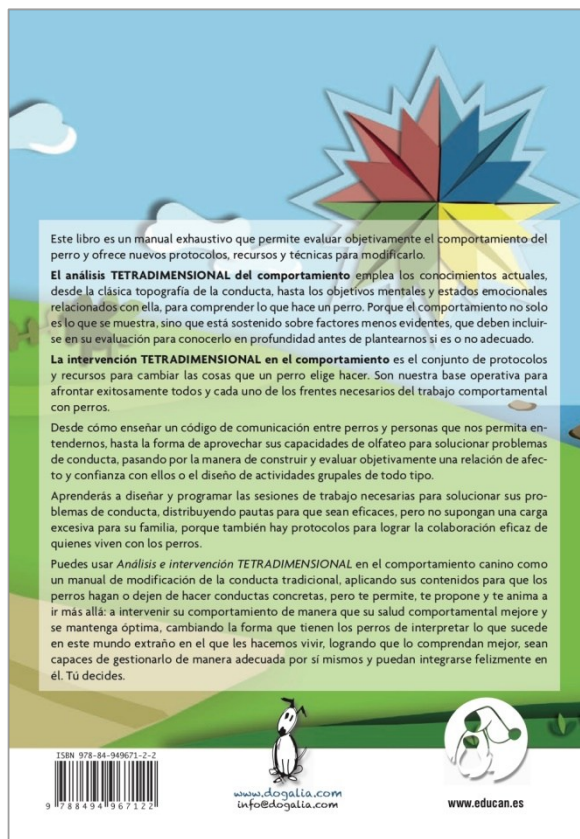 Este libro es un manual exhaustivo que permite evaluar objetivamente el comportamiento del
perro y ofrece nuevos protocolos, recursos y técnicas para modificarlo.
El análisis TETRADIMENSIONAL del comportamiento emplea los conocimientos actuales,
desde la clásica topografía de la conducta, hasta los objetivos mentales y estados emocionales
relacionados con ella, para comprender lo que hace un perro. Porque el comportamiento no solo
es lo que se muestra, sino que está sostenido sobre factores menos evidentes, que deben incluir-
se en su evaluación para conocerlo en profundidad antes de plantearnos si es o no adecuado.
La intervención TETRADIMENSIONAL en el comportamiento es el conjunto de protocolos
y recursos para cambiar las cosas que un perro elige hacer. Son nuestra base operativa para
afrontar exitosamente todos y cada uno de los frentes necesarios del trabajo comportamental
con perros.
Desde cómo enseñar un código de comunicación entre perros y personas que nos permita en-
tendernos, hasta la forma de aprovechar sus capacidades de olfateo para solucionar problemas
de conducta, pasando por la manera de construir y evaluar objetivamente una relación de afec-
to y confianza con ellos o el diseño de actividades grupales de todo tipo.
Aprenderás a diseñar y programar las sesiones de trabajo necesarias para solucionar sus pro-
blemas de conducta, distribuyendo pautas para que sean eficaces, pero no supongan una carga
excesiva para su familia, porque también hay protocolos para lograr la colaboración eficaz de
quienes viven con los perros.
Puedes usar Análisis e intervención TETRADIMENSIONAL en el comportamiento canino como
un manual de modificación de la conducta tradicional, aplicando sus contenidos para que los
perros hagan o dejen de hacer conductas concretas, pero te permite, te propone y te anima a
ir más allá: a intervenir su comportamiento de manera que su salud comportamental mejore y
se mantenga óptima, cambiando la forma que tienen los perros de interpretar lo que sucede
en este mundo extraño en el que les hacemos vivir, logrando que lo comprendan mejor, sean
capaces de gestionarlo de manera adecuada por sí mismos y puedan integrarse felizmente en
él. Tú decides.
ISBN 978-84-949671-2-2
9 788494 967122
www.dogalia.com
info@dogalia.com
www.educan.es